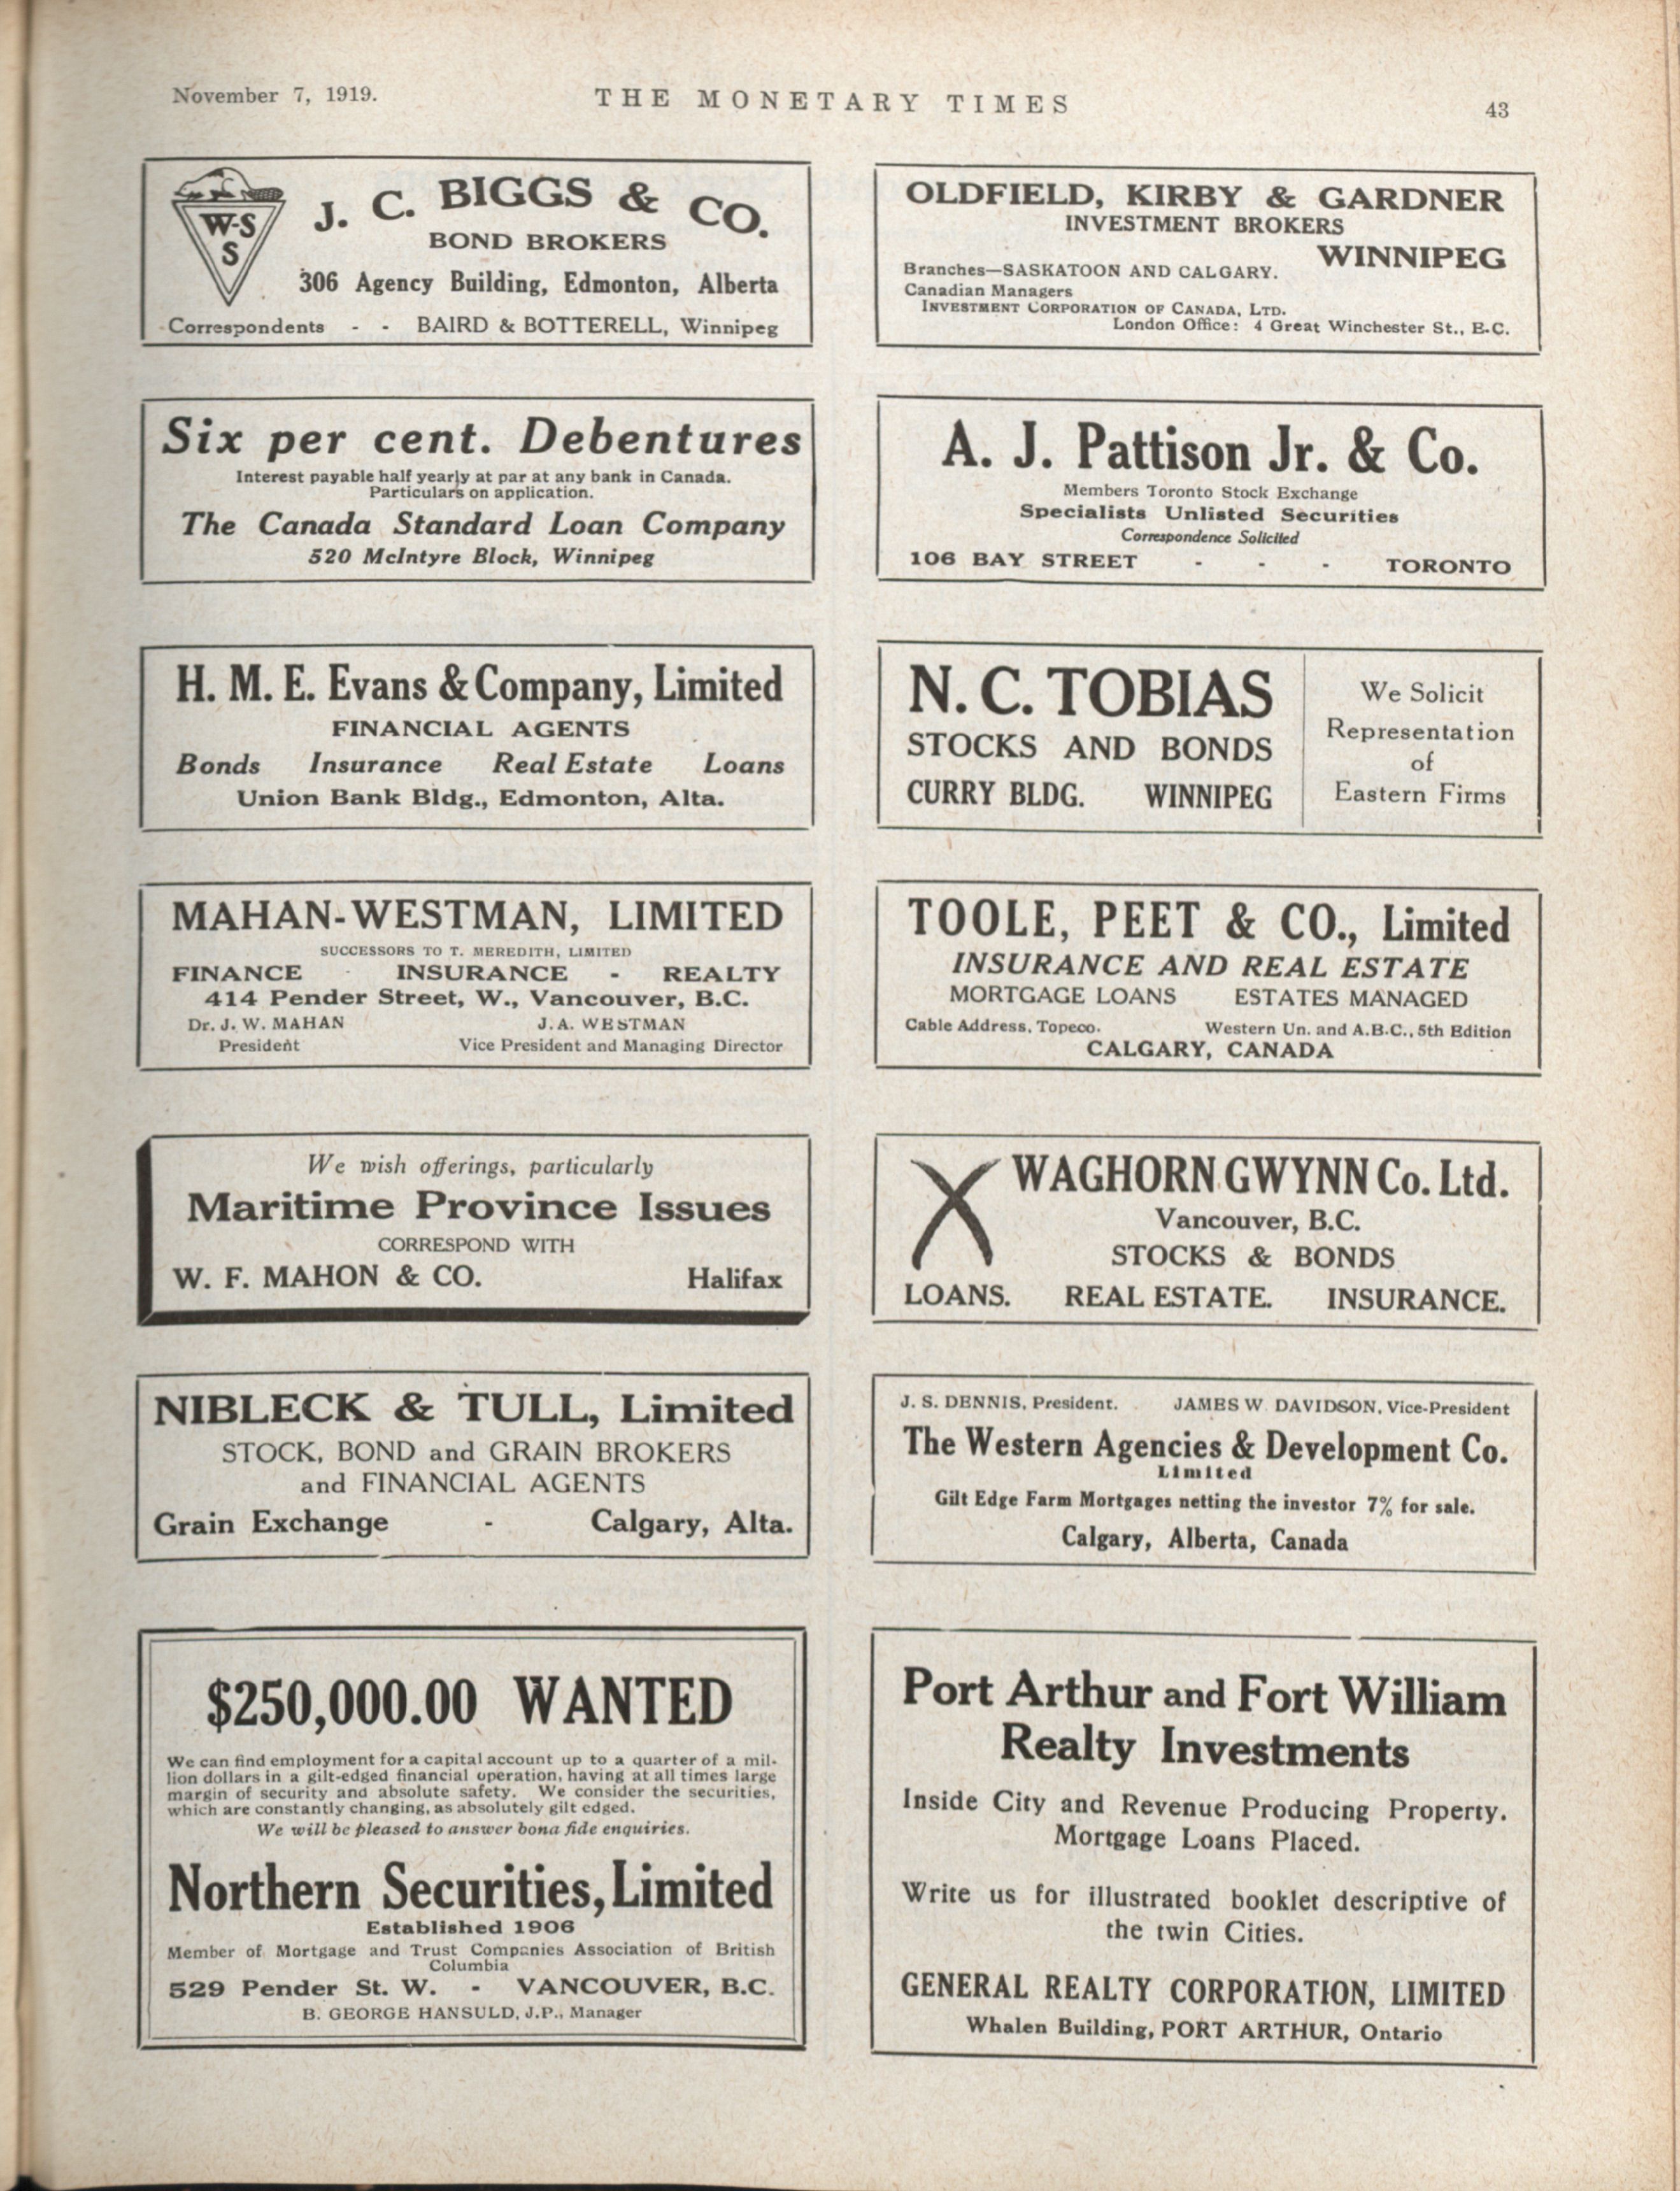 November 7, 1919.
THE MONETARY TIMES
43
W-S
S
J. C. BIGGS & CO.
BOND BROKERS
306 Agency Building, Edmonton, Alberta
Correspondents - - BAIRD & BOTTERELL, Winnipeg
OLDFIELD, KIRBY & GARDNER
INVESTMENT BROKERS
WINNIPEG
Branches—SASKATOON AND CALGARY.
Canadian Managers
INVESTMENT CORPORATION OF CANADA, LTD.
London Office: 4 Great Winchester St., E.C.
Six per cent. Debentures
Interest payable half yearly at par at any bank in Canada.
Particulars on application.
The Canada Standard Loan Company
520 McIntyre Block, Winnipeg
A. J. Pattison Jr. & Co.
Members Toronto Stock Exchange
Specialists Unlisted Securities
Correspondence Solicited
106 BAY STREET - - - TORONTO
H. M. E. Evans & Company, Limited
FINANCIAL AGENTS
Bonds Insurance Real Estate Loans
Union Bank Bldg., Edmonton, Alta.
N. C. TOBIAS
STOCKS AND BONDS
CURRY BLDG. WINNIPEG
We Solicit
Representation
of
Eastern Firms
MAHAN-WESTMAN, LIMITED
SUCCESSORS TO T. MEREDITH, LIMITED
FINANCE - INSURANCE - REALTY
414 Pender Street, W., Vancouver, B.C.
Dr. J. W. MAHAN J. A. WESTMAN
President Vice President and Managing Director
TOOLE, PEET & CO., Limited
INSURANCE AND REAL ESTATE
MORTGAGE LOANS ESTATES MANAGED
Cable Address, Topeco. Western Un. and A.B.C., 5th Edition
CALGARY, CANADA
We wish offerings, particularly
Maritime Province Issues
CORRESPOND WITH
W. F. MAHON & CO. Halifax
WAGHORN GWYNN Co. Ltd.
Vancouver, B.C.
STOCKS & BONDS
LOANS. REAL ESTATE. INSURANCE.
NIBLECK & TULL, Limited
STOCK, BOND and GRAIN BROKERS
and FINANCIAL AGENTS
Grain Exchange - Calgary, Alta.
J. S. DENNIS, President. JAMES W. DAVIDSON, Vice-President
The Western Agencies & Development Co.
Limited
Gilt Edge Farm Mortgages netting the investor 7% for sale.
Calgary, Alberta, Canada
$250,000.00 WANTED
We can find employment for a capital account up to a quarter of a mil-
lion dollars in a gilt-edged financial operation, having at all times large
margin of security and absolute safety. We consider the securities,
which are constantly changing, as absolutely gilt edged.
We will be pleased to answer bona fide enquiries.
Northern Securities, Limited
Established 1906
Member of Mortgage and Trust Companies Association of British
Columbia
529 Pender St. W. - VANCOUVER, B.C.
B. GEORGE HANSULD, J.P., Manager
Port Arthur and Fort William
Realty Investments
Inside City and Revenue Producing Property.
Mortgage Loans Placed.
Write us for illustrated booklet descriptive of
the twin Cities.
GENERAL REALTY CORPORATION, LIMITED
Whalen Building, PORT ARTHUR, Ontario